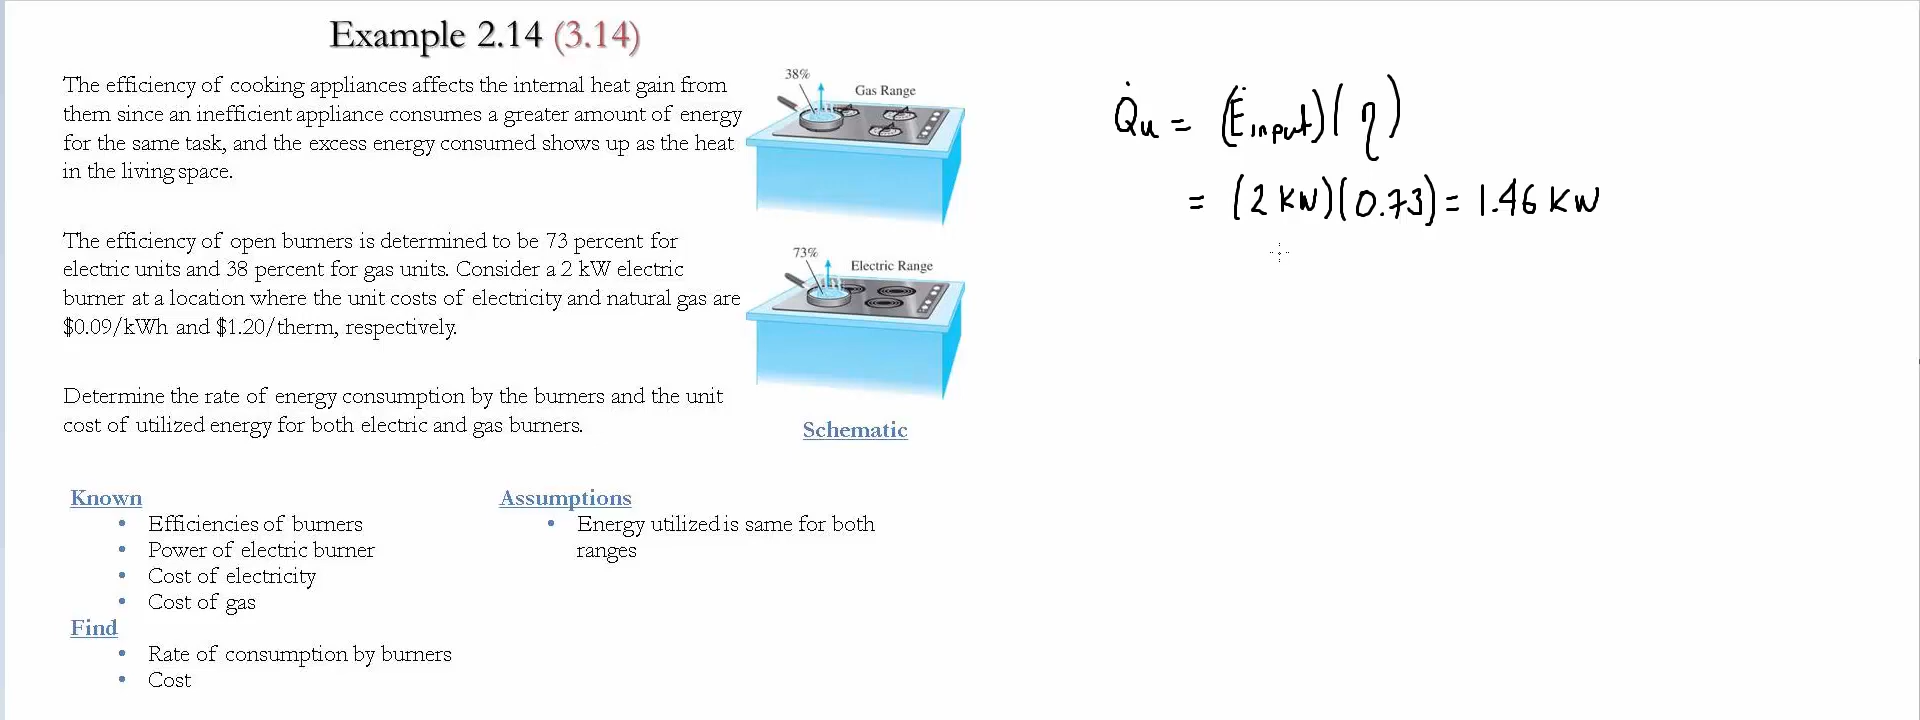 Example 2.14 (3.14)
The efficiency of cooking appliances affects the internal heat gain from
them since an inefficient appliance consumes a greater amount of energy
for the same task, and the excess energy consumed shows up as the heat
in the living space.
The efficiency of open burners is determined to be 73 percent for
electric units and 38 percent for gas units. Consider a 2 kW electric
burner at a location where the unit costs of electricity and natural gas are
$0.09/kWh and $1.20/therm, respectively.
Determine the rate of energy consumption by the burners and the unit
cost of utilized energy for both electric and gas burners.
38%
Gas Range
73%
Electric Range
Schematic
Known
• Efficiencies of burners
• Power of electric burner
• Cost of electricity
• Cost of gas
Find
• Rate of consumption by burners
• Cost
Assumptions
• Energy utilized is same for both
ranges
Q̇u = (Ėinput)(η)
= (2 KW)(0.73) = 1.46 KW